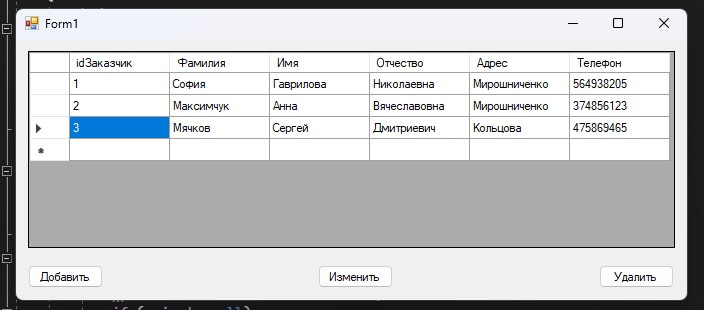 Form1
idЗаказчик Фамилия Имя Отчество Адрес Телефон
1 София Гаврилова Николаевна Мирошниченко 564938205
2 Максимчук Анна Вячеславовна Мирошниченко 374856123
3 Мячков Сергей Дмитриевич Кольцова 475869465
Добавить Изменить Удалить